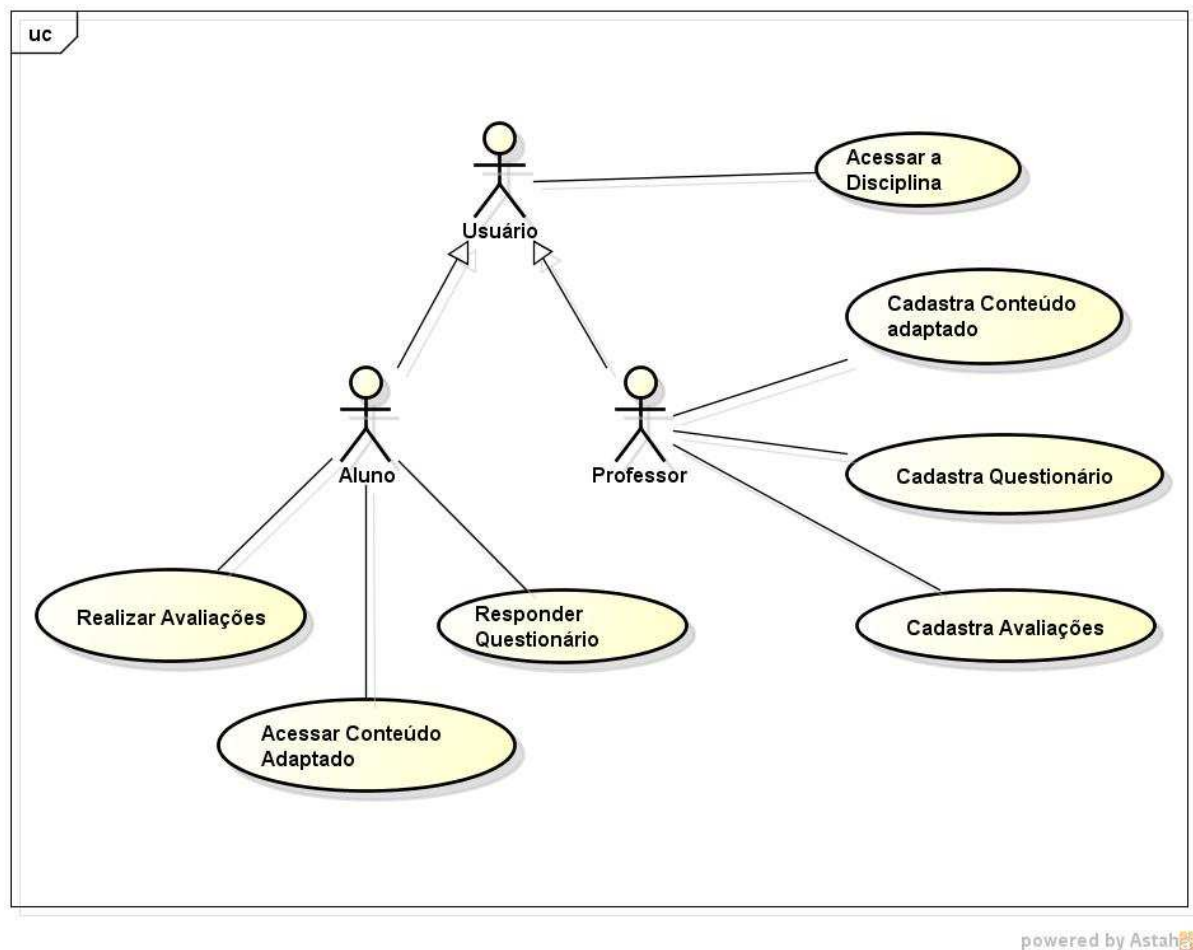 uc
Acessar a
Disciplina
Usuário
Cadastra Conteúdo
adaptado
Aluno
Professor
Cadastra Questionário
Realizar Avaliações
Responder
Questionário
Cadastra Avaliações
Acessar Conteúdo
Adaptado
powered by Astah